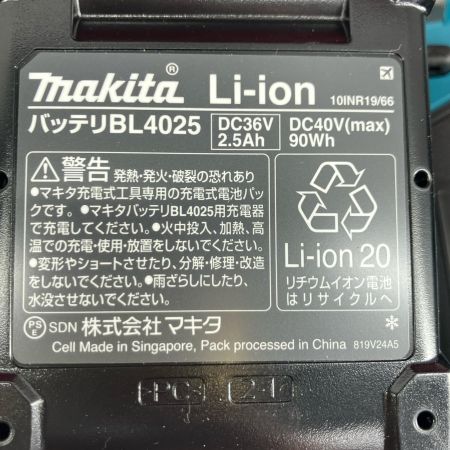 makita® Li-ion 10INR19/66
バッテリBL4025 DC36V DC40V(max)
2.5Ah 90Wh
警告 発熱・発火・破裂の恐れあり
●マキタ充電式工具専用の充電式電池パッ
クです。●マキタバッテリBL4025用充電器
で充電してください。●火中投入、加熱、高
温での充電・使用・放置をしないでください。
●変形やショートさせたり、分解・修理・改造
をしないでください。●雨ざらしにしたり、
水没させないでください。
Li-ion 20
リチウムイオン電池
はリサイクルへ
PSE SDN 株式会社 マキタ *
Cell Made in Singapore, Pack processed in China 819V24A5
>PC<